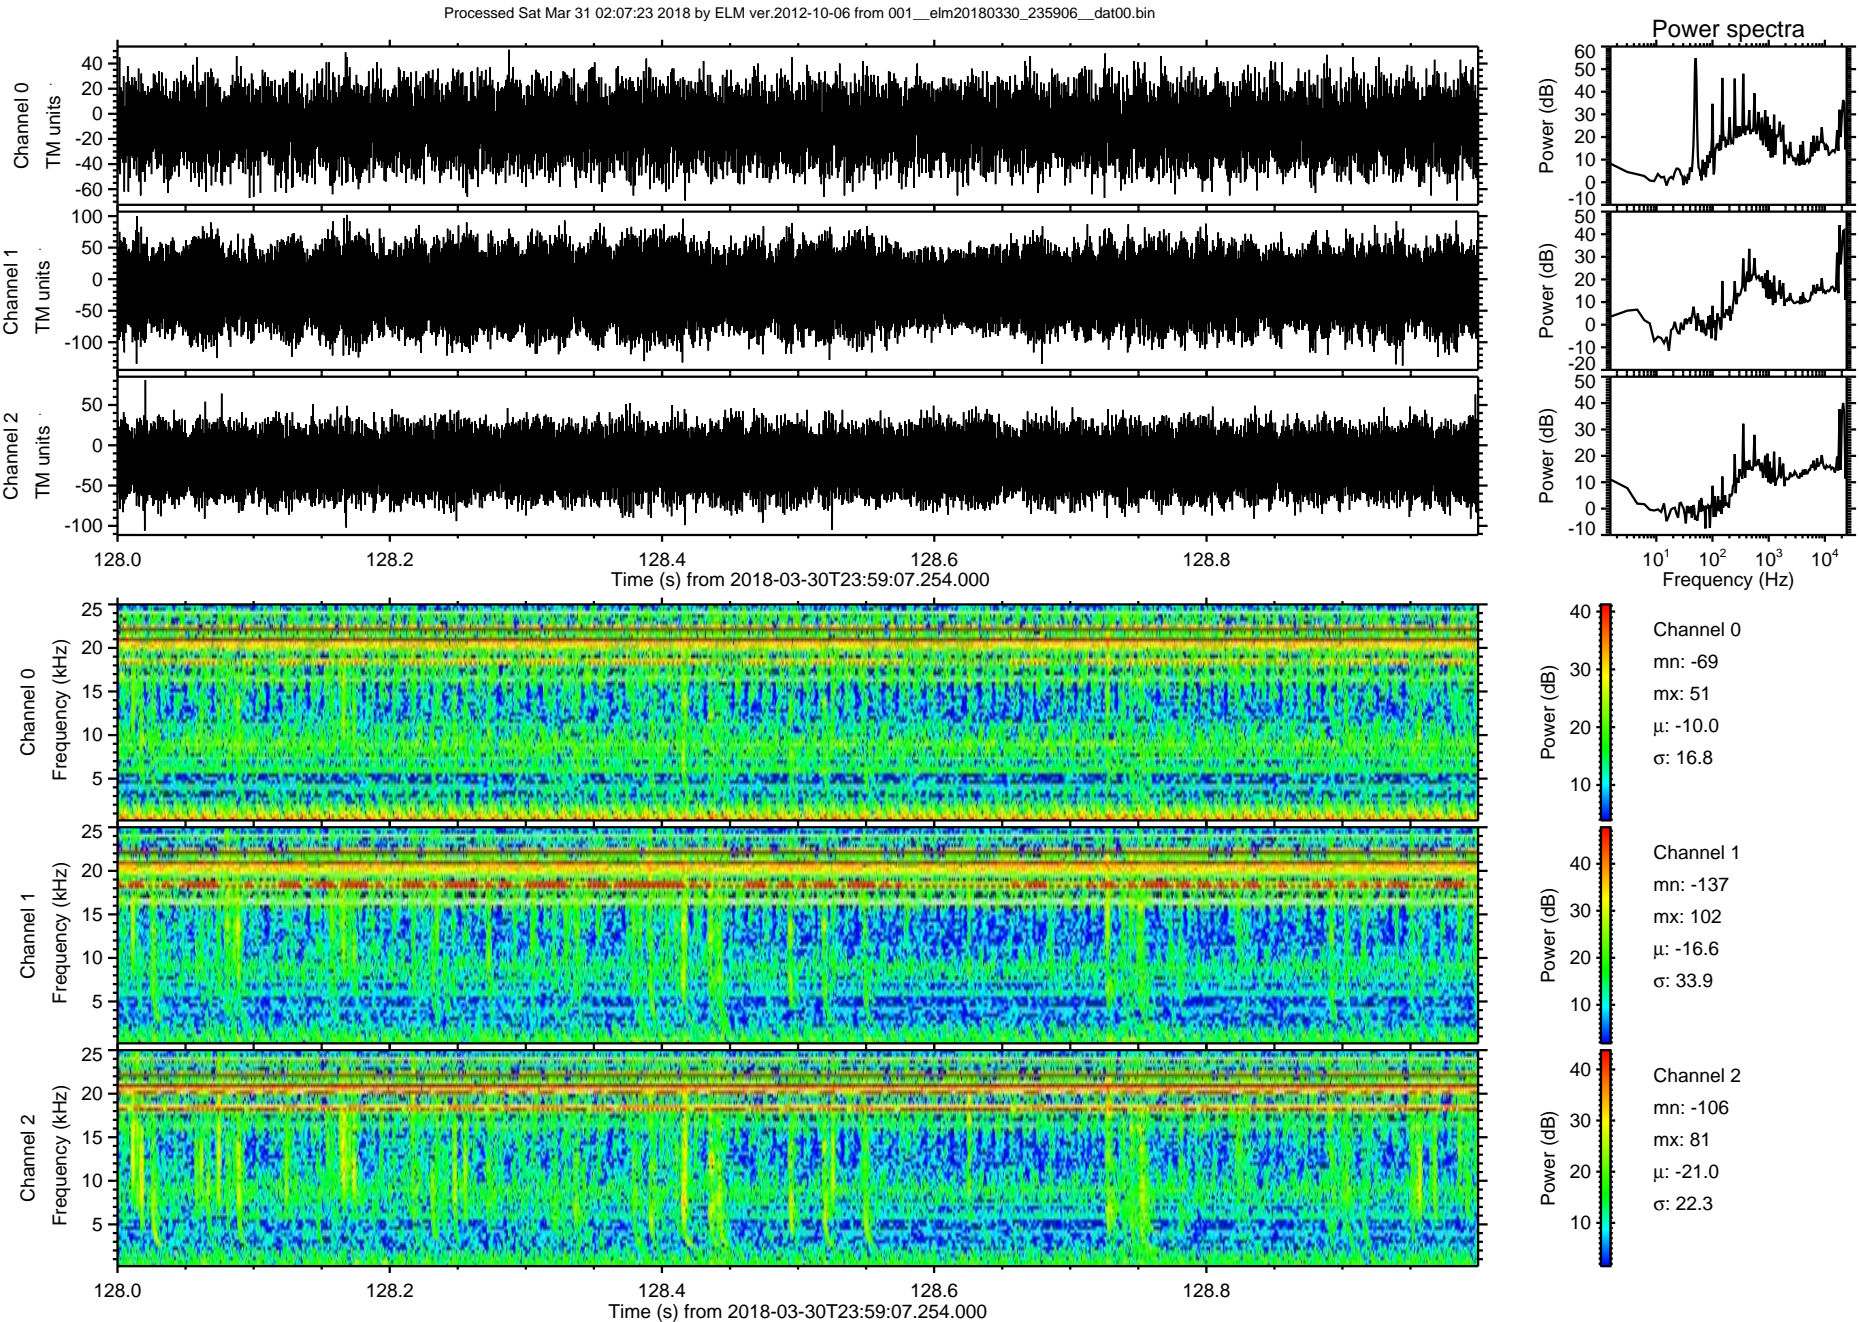 Processed Sat Mar 31 02:07:23 2018 by ELM ver.2012-10-06 from 001__elm20180330_235906__dat00.bin
Power spectra
Channel 0
TM units
40
20
0
-20
-40
-60
Power (dB)
60
50
40
30
20
10
0
-10
Channel 1
TM units
100
50
0
-50
-100
Power (dB)
50
40
30
20
10
0
-10
-20
Channel 2
TM units
50
0
-50
-100
Power (dB)
50
40
30
20
10
0
-10
128.0 128.2 128.4 128.6 128.8
Time (s) from 2018-03-30T23:59:07.254.000
10¹ 10² 10³ 10⁴
Frequency (Hz)
Channel 0
Frequency (kHz)
25
20
15
10
5
Power (dB)
40
30
20
10
Channel 0
mn: -69
mx: 51
μ: -10.0
σ: 16.8
Channel 1
Frequency (kHz)
25
20
15
10
5
Power (dB)
40
30
20
10
Channel 1
mn: -137
mx: 102
μ: -16.6
σ: 33.9
Channel 2
Frequency (kHz)
25
20
15
10
5
Power (dB)
40
30
20
10
Channel 2
mn: -106
mx: 81
μ: -21.0
σ: 22.3
128.0 128.2 128.4 128.6 128.8
Time (s) from 2018-03-30T23:59:07.254.000